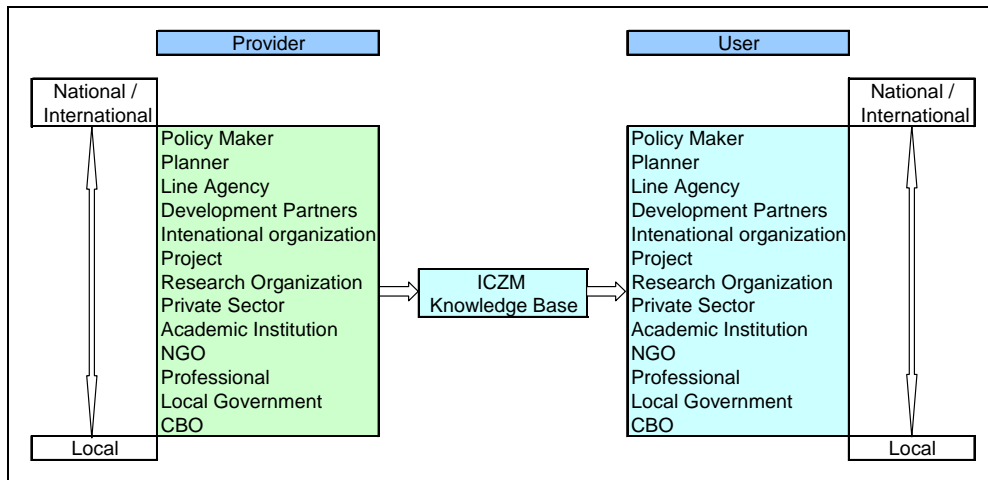 Provider
User
National /
International
National /
International
Policy Maker
Planner
Line Agency
Development Partners
Intenational organization
Project
Research Organization
Private Sector
Academic Institution
NGO
Professional
Local Government
CBO
ICZM
Knowledge Base
Policy Maker
Planner
Line Agency
Development Partners
Intenational organization
Project
Research Organization
Private Sector
Academic Institution
NGO
Professional
Local Government
CBO
Local
Local